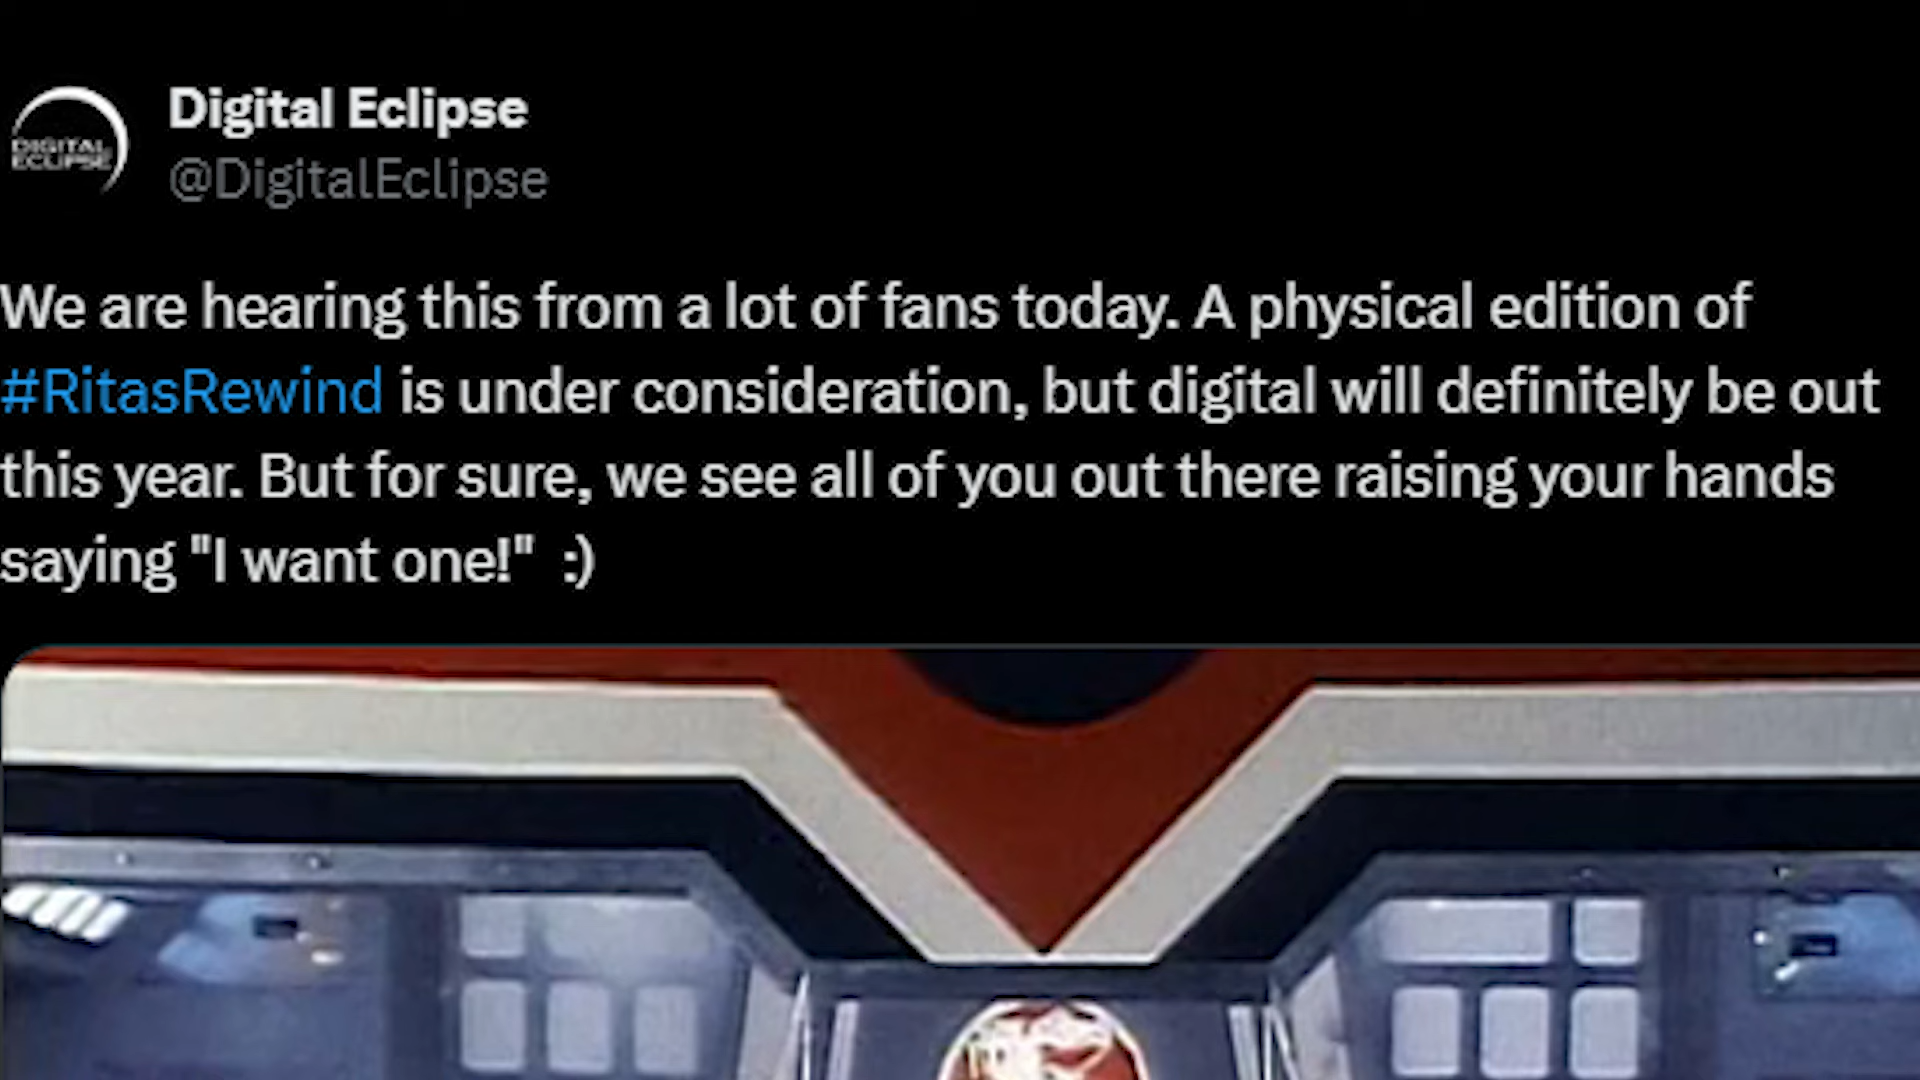 Digital Eclipse
DIGITAL
ECLIPSE
@DigitalEclipse
We are hearing this from a lot of fans today. A physical edition of
#RitasRewind is under consideration, but digital will definitely be out
this year. But for sure, we see all of you out there raising your hands
saying "I want one!"  :)